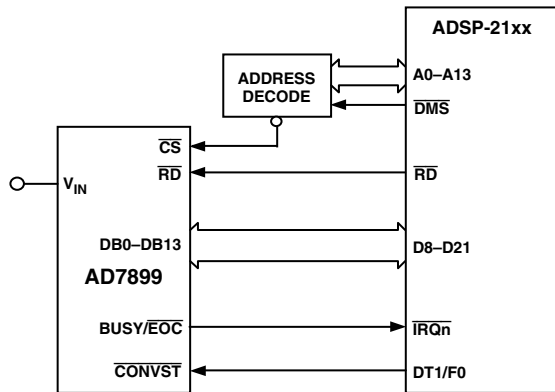 ADSP-21xx
ADDRESS
DECODE
A0–A13
DMS
CS
RD
RD
VIN
DB0–DB13
D8–D21
AD7899
BUSY/EOC
IRQn
CONVST
DT1/F0